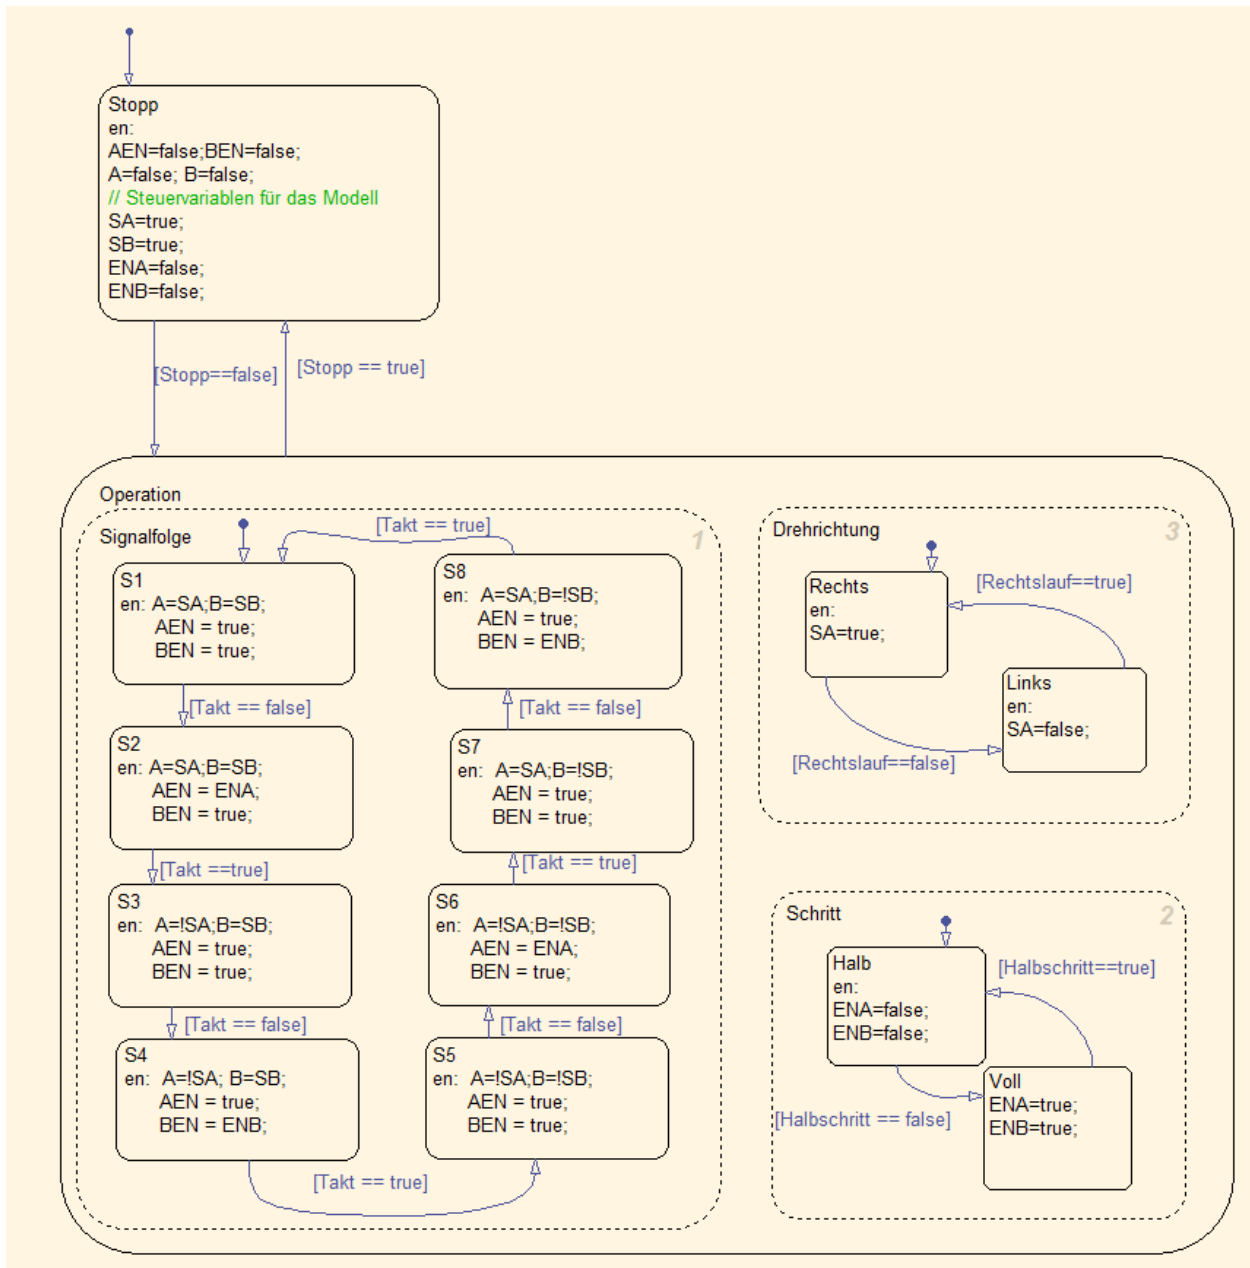 Stopp
en:
AEN=false;BEN=false;
A=false; B=false;
// Steuervariablen für das Modell
SA=true;
SB=true;
ENA=false;
ENB=false;
[Stopp==false]
[Stopp == true]
Operation
Signalfolge
1
[Takt == true]
S1
en: A=SA;B=SB;
AEN = true;
BEN = true;
[Takt == false]
S2
en: A=SA;B=SB;
AEN = ENA;
BEN = true;
[Takt ==true]
S3
en: A=!SA;B=SB;
AEN = true;
BEN = true;
[Takt == false]
S4
en: A=!SA; B=SB;
AEN = true;
BEN = ENB;
[Takt == true]
S8
en: A=SA;B=!SB;
AEN = true;
BEN = ENB;
[Takt == false]
S7
en: A=SA;B=!SB;
AEN = true;
BEN = true;
[Takt == true]
S6
en: A=!SA;B=!SB;
AEN = ENA;
BEN = true;
[Takt == false]
S5
en: A=!SA;B=!SB;
AEN = true;
BEN = true;
Drehrichtung
3
Rechts
en:
SA=true;
[Rechtslauf==true]
Links
en:
SA=false;
[Rechtslauf==false]
Schritt
2
Halb
en:
ENA=false;
ENB=false;
[Halbschritt==true]
Voll
ENA=true;
ENB=true;
[Halbschritt == false]